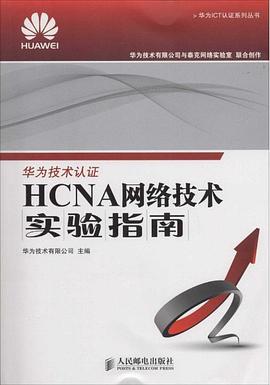 >华为ICT认证系列丛书
HUAWEI
华为技术有限公司与泰克网络实验室 联合创作
华为技术认证
HCNA网络技术
实验指南
华为技术有限公司 主编
人民邮电出版社
POSTS & TELECOM PRESS